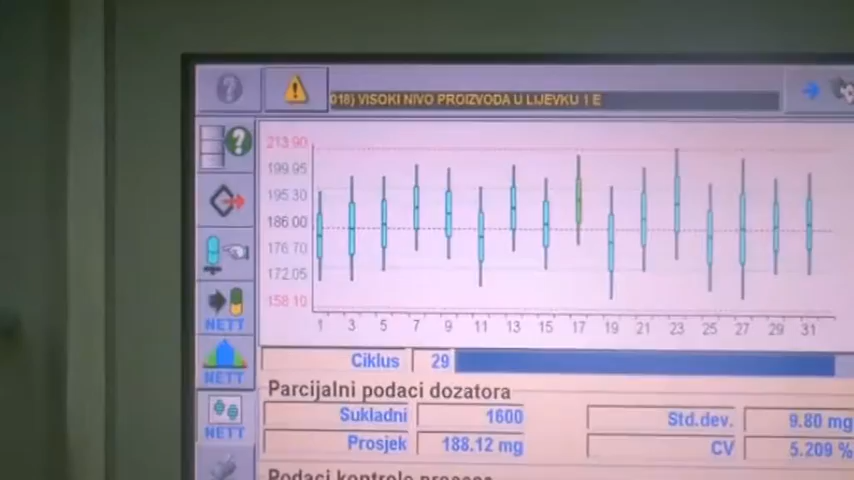 018) VISOKI NIVO PROIZVODA U LIJEVKU 1 E
213.90
199.95
195.30
186.00
176.70
172.05
158.10
1 3 5 7 9 11 13 15 17 19 21 23 25 27 29 31
NETT
NETT
NETT
Ciklus 29
Parcijalni podaci dozatora
Sukladni 1600 Std.dev. 9.80 mg
Prosjek 188.12 mg CV 5.209 %
Podaci kontrole procesa